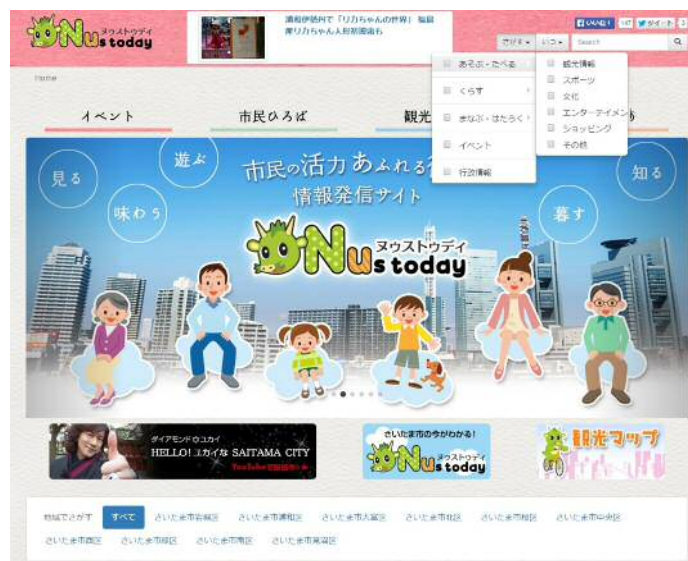 ヌウストゥデイ
Nus today
浦和伊勢丹で「リカちゃんの世界」 福島
さがす
いつ
Search
Home
あそぶ・たべる
くらす
まなぶ・はたらく
イベント
行政情報
観光情報
スポーツ
文化
エンターテイメン
ショッピング
その他
イベント
市民ひろば
観光
見る
遊ぶ
味わう
市民の活力あふれる
情報発信サイト
知る
暮す
ヌウストゥデイ
Nus today
ダイアモンド☆ユカイ
HELLO! ユカイな SAITAMA CITY
さいたま市の今がわかる!
ヌウストゥデイ
Nus today
観光マップ
地域でさがす
すべて
さいたま市岩槻区
さいたま市浦和区
さいたま市大宮区
さいたま市北区
さいたま市桜区
さいたま市中央区
さいたま市西区
さいたま市緑区
さいたま市南区
さいたま市見沼区